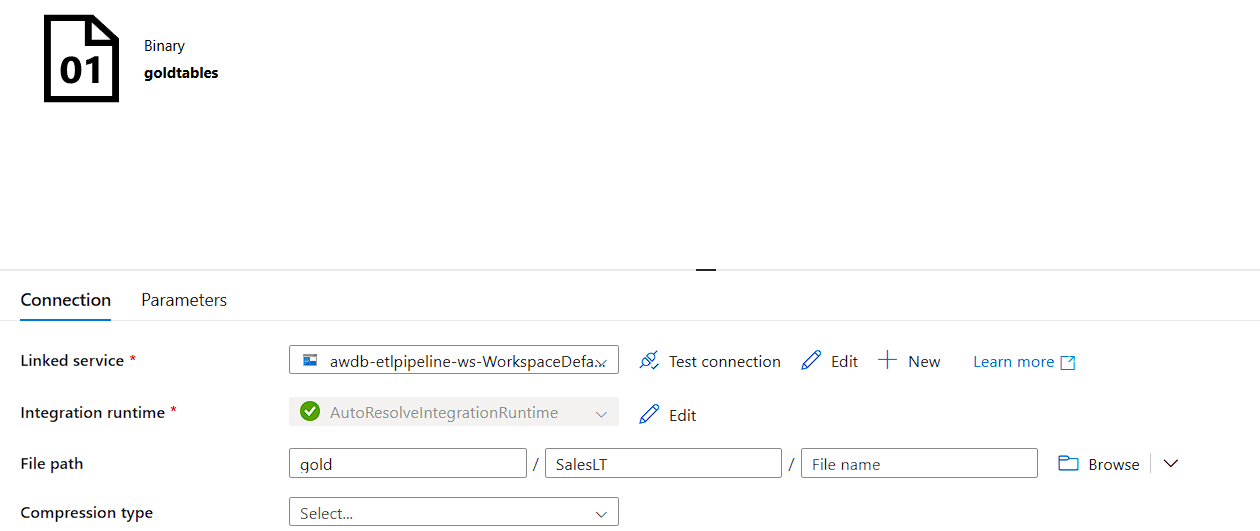 01
Binary
goldtables
Connection Parameters
Linked service * awdb-etlpipeline-ws-WorkspaceDefa... Test connection Edit New Learn more
Integration runtime * AutoResolveIntegrationRuntime Edit
File path gold / SalesLT / File name Browse
Compression type Select...